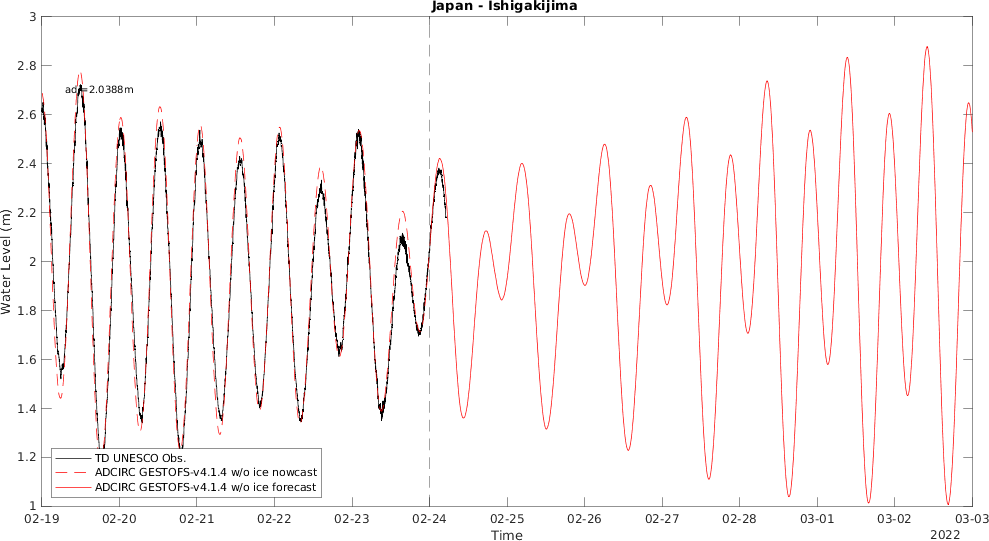 Japan - Ishigakijima
3
2.8
2.6
2.4
2.2
2
1.8
1.6
1.4
1.2
1
Water Level (m)
adj=2.0388m
TD UNESCO Obs.
ADCIRC GESTOFS-v4.1.4 w/o ice nowcast
ADCIRC GESTOFS-v4.1.4 w/o ice forecast
02-19 02-20 02-21 02-22 02-23 02-24 02-25 02-26 02-27 02-28 03-01 03-02 03-03
Time
2022